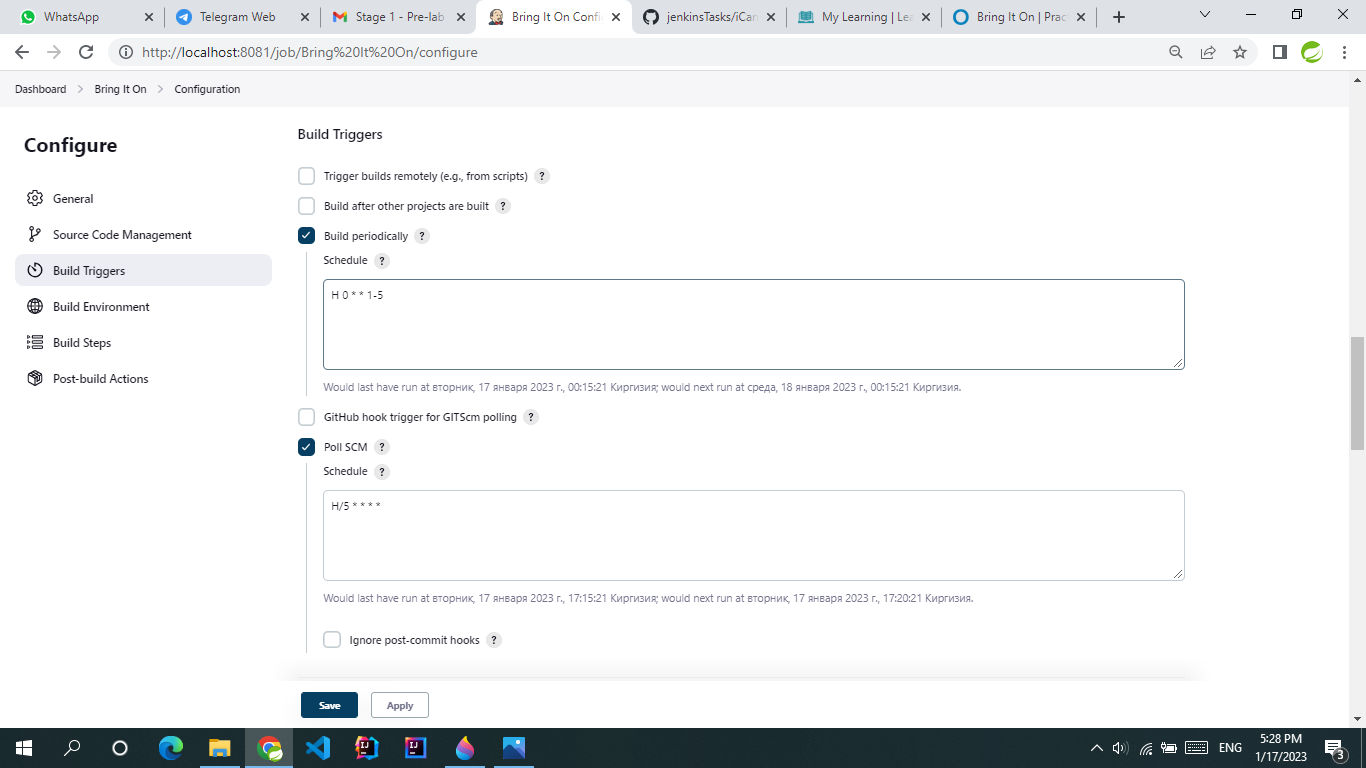 WhatsApp
Telegram Web
Stage 1 - Pre-lab
Bring It On Confi
jenkinsTasks/iCan
My Learning | Lea
Bring It On | Prac
http://localhost:8081/job/Bring%20It%20On/configure
Dashboard > Bring It On > Configuration
Configure
General
Source Code Management
Build Triggers
Build Environment
Build Steps
Post-build Actions
Build Triggers
Trigger builds remotely (e.g., from scripts) ?
Build after other projects are built ?
Build periodically ?
Schedule ?
H 0 * * 1-5
Would last have run at вторник, 17 января 2023 г., 00:15:21 Киргизия; would next run at среда, 18 января 2023 г., 00:15:21 Киргизия.
GitHub hook trigger for GITScm polling ?
Poll SCM ?
Schedule ?
H/5 * * * *
Would last have run at вторник, 17 января 2023 г., 17:15:21 Киргизия; would next run at вторник, 17 января 2023 г., 17:20:21 Киргизия.
Ignore post-commit hooks ?
Save
Apply
ENG
5:28 PM
1/17/2023
3